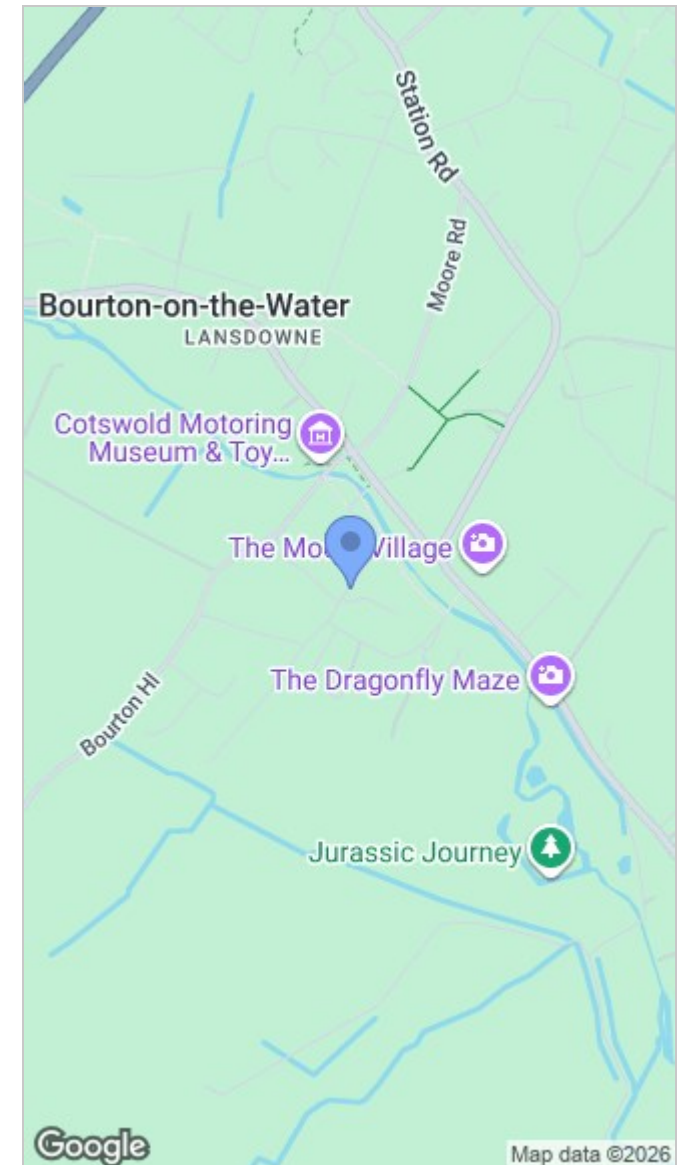 Station Rd
Moore Rd
Bourton-on-the-Water
LANSDOWNE
Cotswold Motoring
Museum & Toy...
The Mo Village
The Dragonfly Maze
Bourton Hl
Jurassic Journey
Google
Map data ©2026